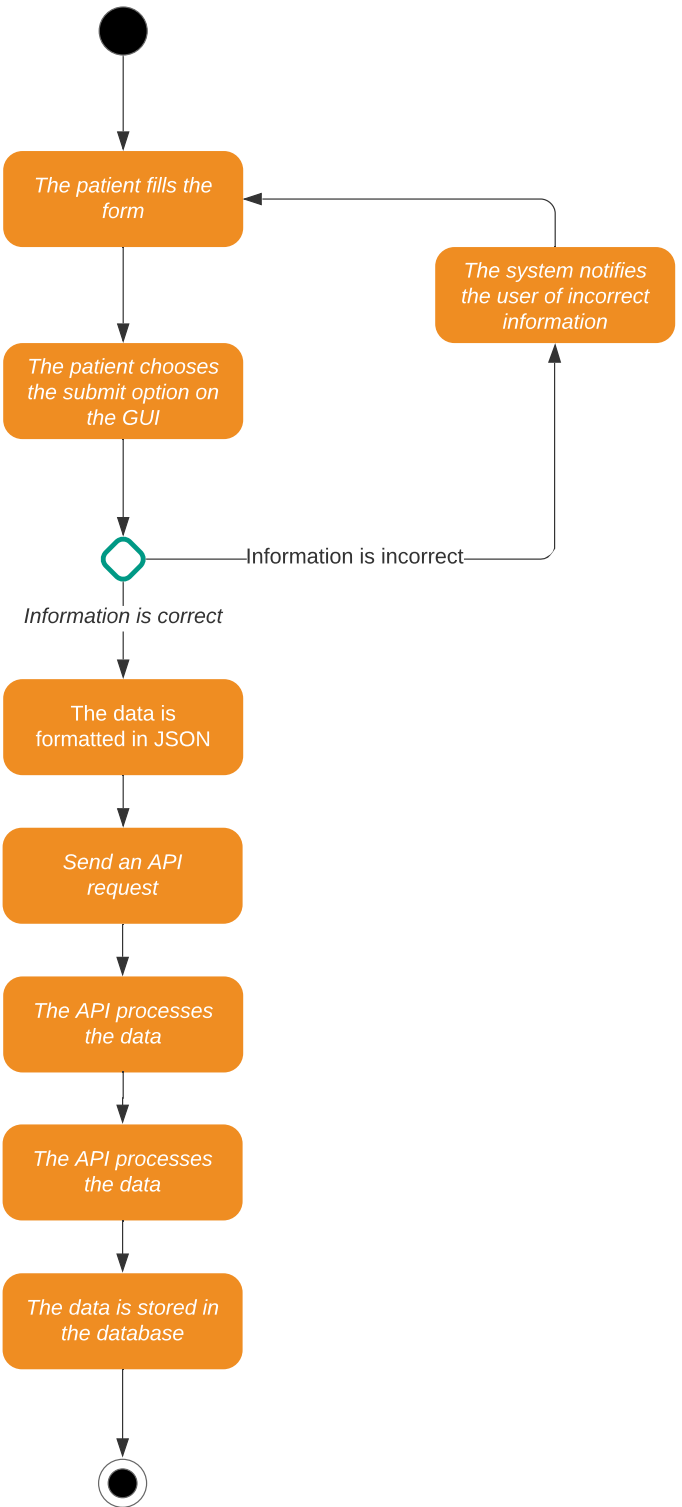 The patient fills the
form
The system notifies
the user of incorrect
information
The patient chooses
the submit option on
the GUI
Information is incorrect
Information is correct
The data is
formatted in JSON
Send an API
request
The API processes
the data
The API processes
the data
The data is stored in
the database